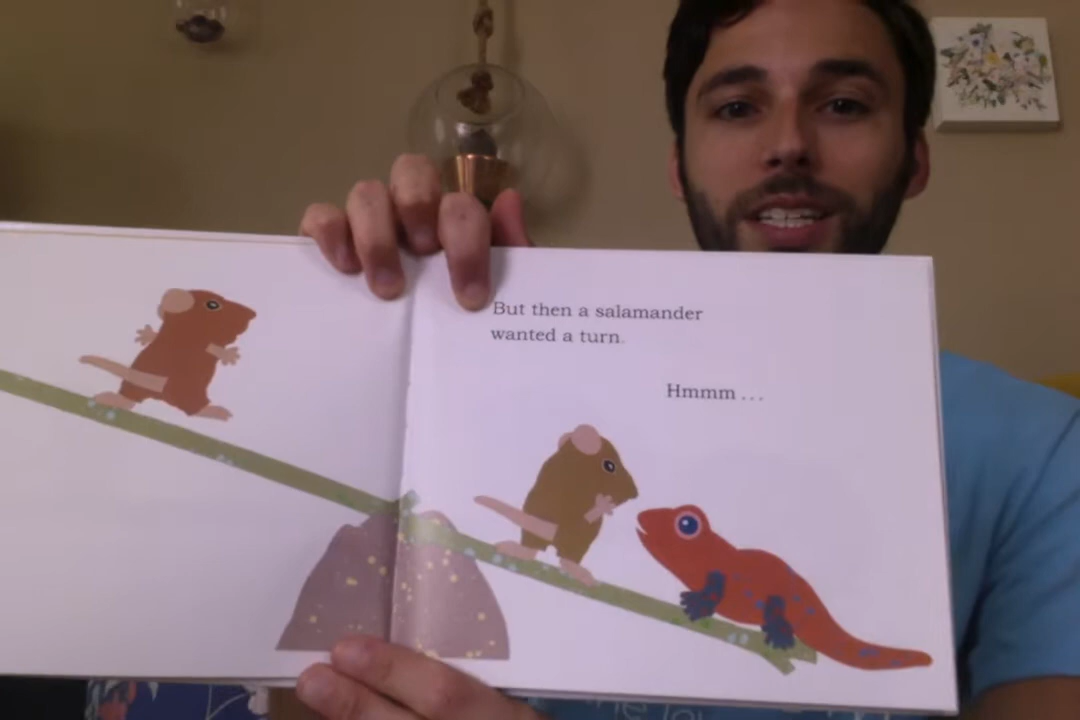 But then a salamander
wanted a turn.
Hmmm ...